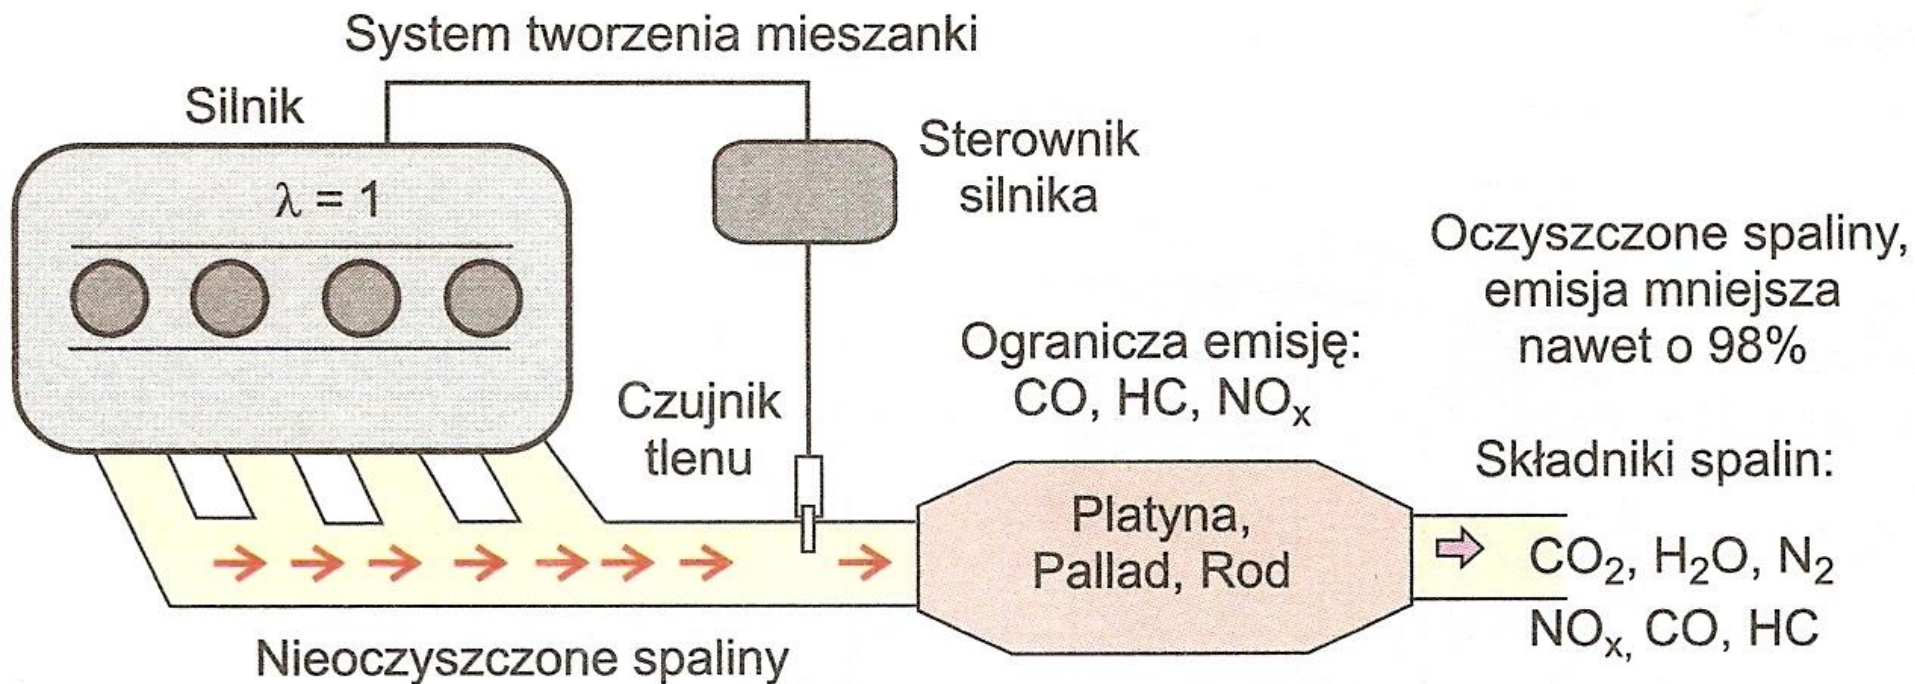 System tworzenia mieszanki
Silnik
λ = 1
Sterownik
silnika
Czujnik
tlenu
Ogranicza emisję:
CO, HC, NOₓ
Oczyszczone spaliny,
emisja mniejsza
nawet o 98%
Platyna,
Pallad, Rod
Składniki spalin:
CO₂, H₂O, N₂
NOₓ, CO, HC
Nieoczyszczone spaliny